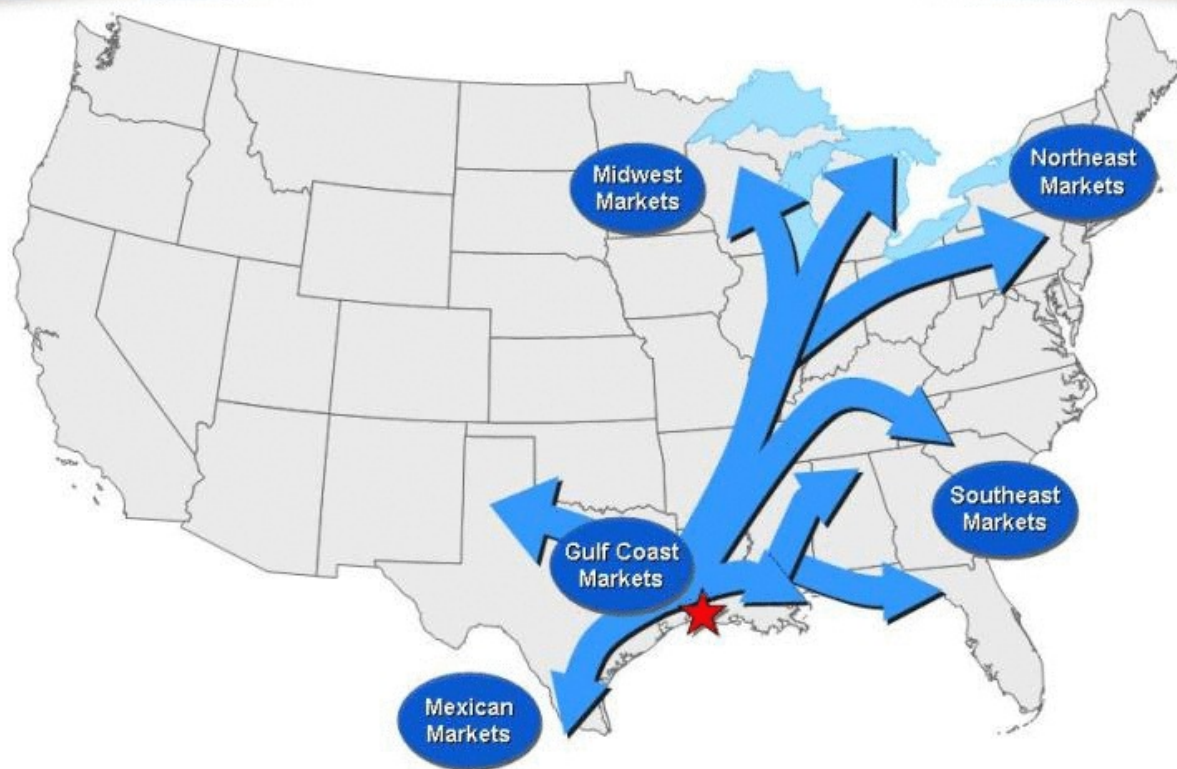 Midwest
Markets
Northeast
Markets
Southeast
Markets
Gulf Coast
Markets
Mexican
Markets